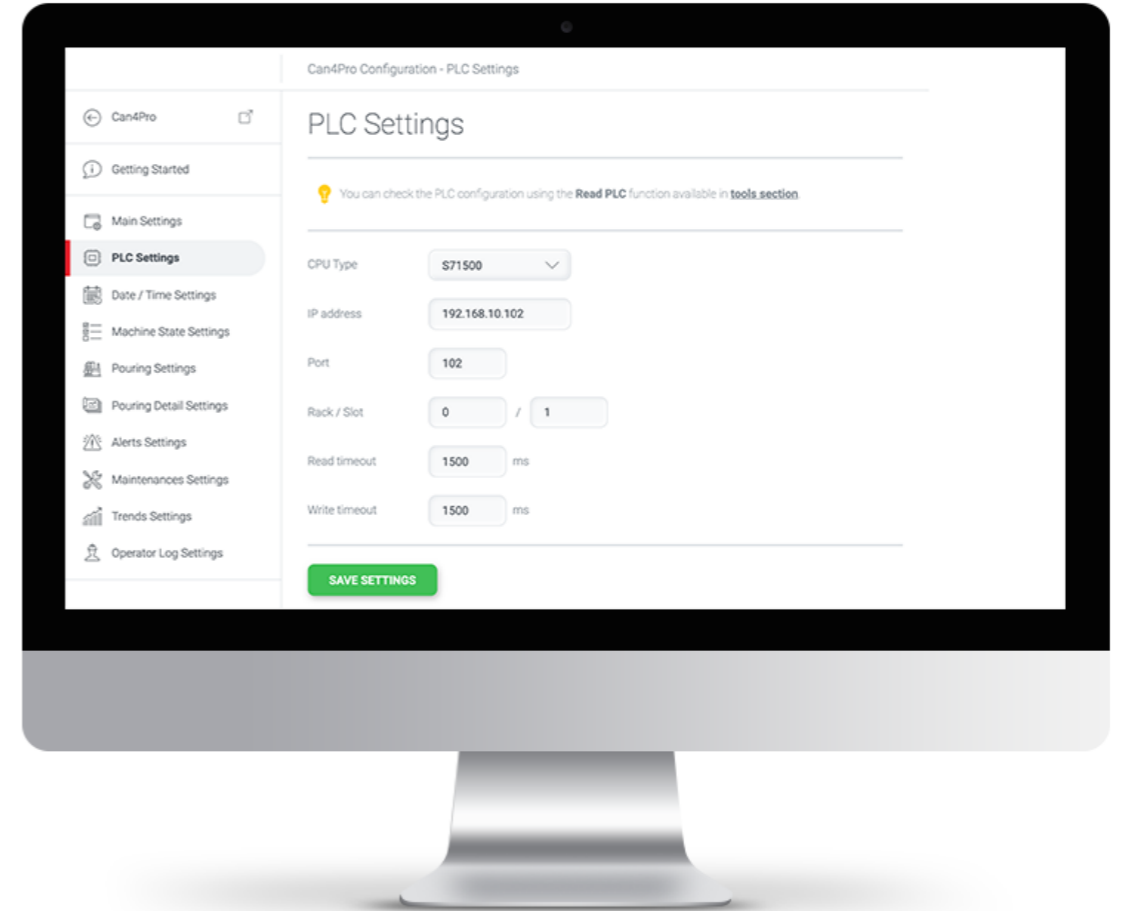 Can4Pro Configuration - PLC Settings
Can4Pro
Getting Started
Main Settings
PLC Settings
Date / Time Settings
Machine State Settings
Pouring Settings
Pouring Detail Settings
Alerts Settings
Maintenances Settings
Trends Settings
Operator Log Settings
PLC Settings
You can check the PLC configuration using the Read PLC function available in tools section.
CPU Type S71500
IP address 192.168.10.102
Port 102
Rack / Slot 0 / 1
Read timeout 1500 ms
Write timeout 1500 ms
SAVE SETTINGS